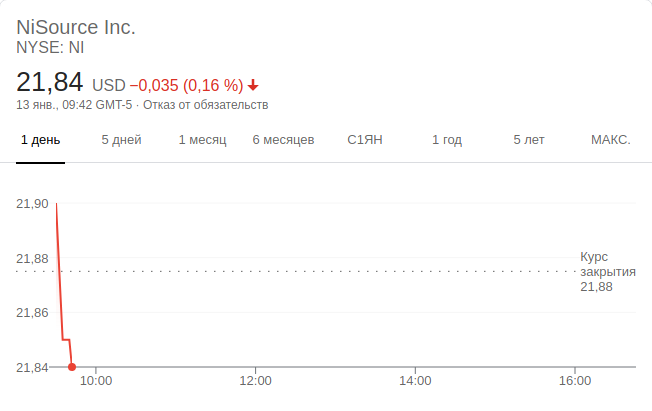 NiSource Inc.
NYSE: NI
21,84 USD −0,035 (0,16 %)
13 янв., 09:42 GMT-5 · Отказ от обязательств
1 день 5 дней 1 месяц 6 месяцев С1ЯН 1 год 5 лет МАКС.
21,90
21,88
Курс
закрытия
21,88
21,86
21,84
10:00 12:00 14:00 16:00